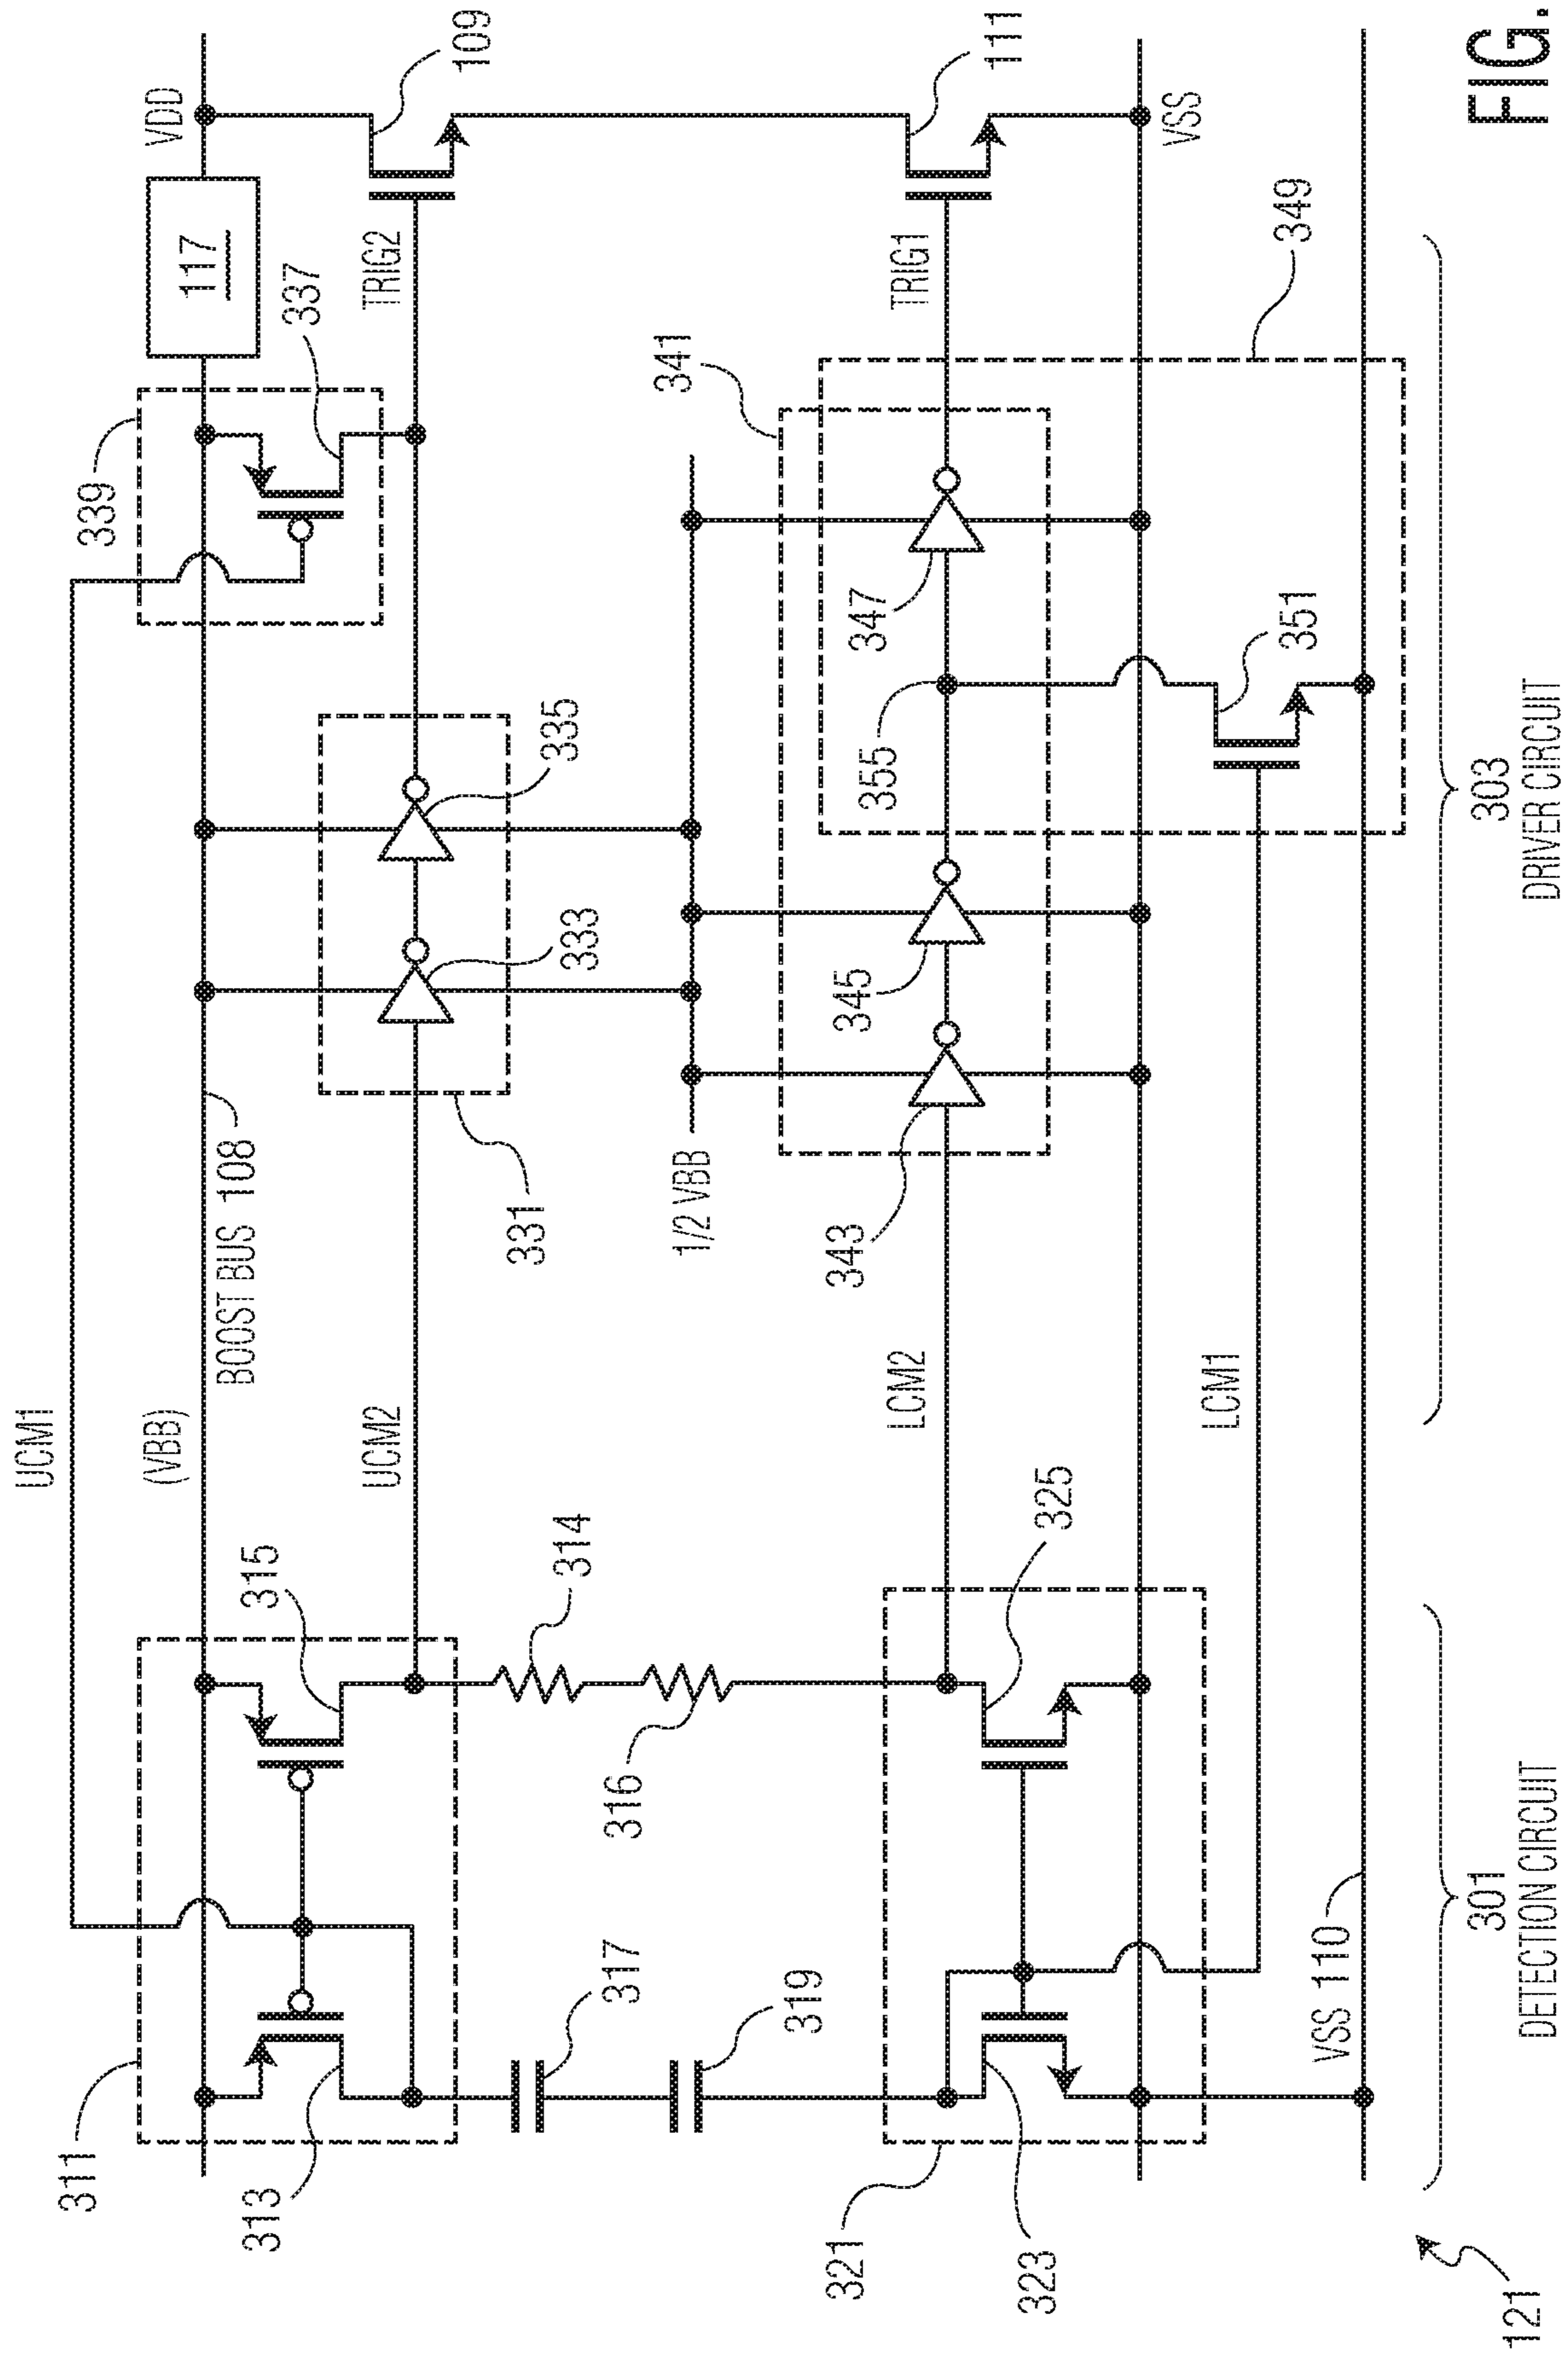 UCM1
311
313
315
(VBB)
BOOST BUS 108
339
337
117
VDD
109
UCM2
331
333
335
TRIG2
317
314
319
316
1/2 VBB
341
111
321
323
325
LCM2
343
345
355
347
TRIG1
349
VSS
LCM1
351
VSS 110
121
301
DETECTION CIRCUIT
303
DRIVER CIRCUIT
FIG.